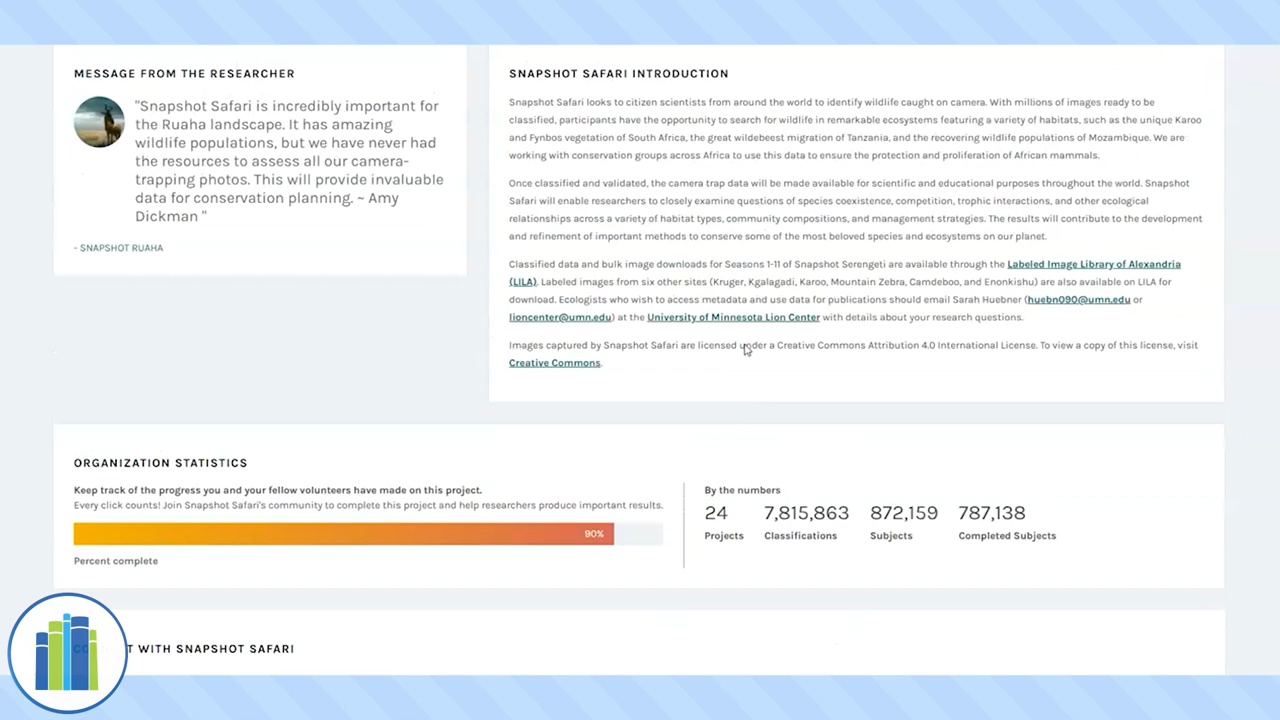 MESSAGE FROM THE RESEARCHER
"Snapshot Safari is incredibly important for
the Ruaha landscape. It has amazing
wildlife populations, but we have never had
the resources to assess all our camera-
trapping photos. This will provide invaluable
data for conservation planning. ~ Amy
Dickman "
- SNAPSHOT RUAHA
SNAPSHOT SAFARI INTRODUCTION
Snapshot Safari looks to citizen scientists from around the world to identify wildlife caught on camera. With millions of images ready to be
classified, participants have the opportunity to search for wildlife in remarkable ecosystems featuring a variety of habitats, such as the unique Karoo
and Fynbos vegetation of South Africa, the great wildebeest migration of Tanzania, and the recovering wildlife populations of Mozambique. We are
working with conservation groups across Africa to use this data to ensure the protection and proliferation of African mammals.
Once classified and validated, the camera trap data will be made available for scientific and educational purposes throughout the world. Snapshot
Safari will enable researchers to closely examine questions of species coexistence, competition, trophic interactions, and other ecological
relationships across a variety of habitat types, community compositions, and management strategies. The results will contribute to the development
and refinement of important methods to conserve some of the most beloved species and ecosystems on our planet.
Classified data and bulk image downloads for Seasons 1-11 of Snapshot Serengeti are available through the Labeled Image Library of Alexandria
(LILA). Labeled images from six other sites (Kruger, Kgalagadi, Karoo, Mountain Zebra, Camdeboo, and Enonkishu) are also available on LILA for
download. Ecologists who wish to access metadata and use data for publications should email Sarah Huebner (huebn090@umn.edu or
lioncenter@umn.edu) at the University of Minnesota Lion Center with details about your research questions.
Images captured by Snapshot Safari are licensed under a Creative Commons Attribution 4.0 International License. To view a copy of this license, visit
Creative Commons.
ORGANIZATION STATISTICS
Keep track of the progress you and your fellow volunteers have made on this project.
Every click counts! Join Snapshot Safari's community to complete this project and help researchers produce important results.
90%
Percent complete
By the numbers
24 7,815,863 872,159 787,138
Projects Classifications Subjects Completed Subjects
WITH SNAPSHOT SAFARI